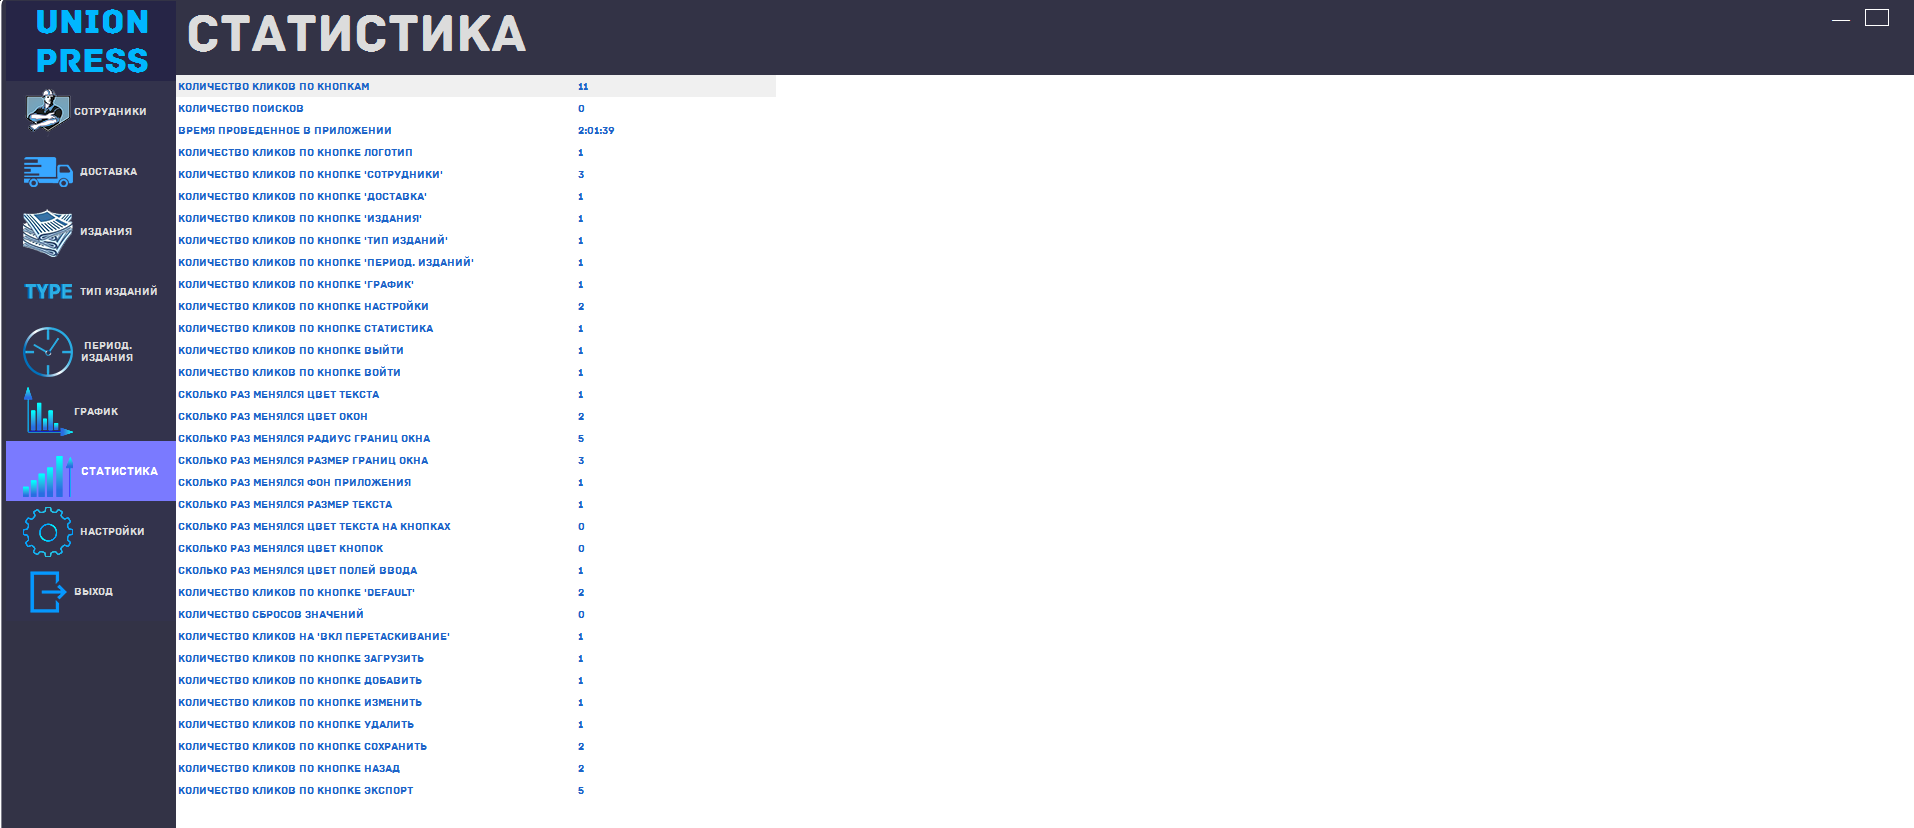 UNION
PRESS
СТАТИСТИКА
СОТРУДНИКИ
ДОСТАВКА
ИЗДАНИЯ
TYPE ТИП ИЗДАНИЙ
ПЕРИОД.
ИЗДАНИЯ
ГРАФИК
СТАТИСТИКА
НАСТРОЙКИ
ВЫХОД
КОЛИЧЕСТВО КЛИКОВ ПО КНОПКАМ 11
КОЛИЧЕСТВО ПОИСКОВ 0
ВРЕМЯ ПРОВЕДЕННОЕ В ПРИЛОЖЕНИИ 2:01:39
КОЛИЧЕСТВО КЛИКОВ ПО КНОПКЕ ЛОГОТИП 1
КОЛИЧЕСТВО КЛИКОВ ПО КНОПКЕ 'СОТРУДНИКИ' 3
КОЛИЧЕСТВО КЛИКОВ ПО КНОПКЕ 'ДОСТАВКА' 1
КОЛИЧЕСТВО КЛИКОВ ПО КНОПКЕ 'ИЗДАНИЯ' 1
КОЛИЧЕСТВО КЛИКОВ ПО КНОПКЕ 'ТИП ИЗДАНИЙ' 1
КОЛИЧЕСТВО КЛИКОВ ПО КНОПКЕ 'ПЕРИОД. ИЗДАНИЙ' 1
КОЛИЧЕСТВО КЛИКОВ ПО КНОПКЕ 'ГРАФИК' 1
КОЛИЧЕСТВО КЛИКОВ ПО КНОПКЕ НАСТРОЙКИ 2
КОЛИЧЕСТВО КЛИКОВ ПО КНОПКЕ СТАТИСТИКА 1
КОЛИЧЕСТВО КЛИКОВ ПО КНОПКЕ ВЫЙТИ 1
КОЛИЧЕСТВО КЛИКОВ ПО КНОПКЕ ВОЙТИ 1
СКОЛЬКО РАЗ МЕНЯЛСЯ ЦВЕТ ТЕКСТА 1
СКОЛЬКО РАЗ МЕНЯЛСЯ ЦВЕТ ОКОН 2
СКОЛЬКО РАЗ МЕНЯЛСЯ РАДИУС ГРАНИЦ ОКНА 5
СКОЛЬКО РАЗ МЕНЯЛСЯ РАЗМЕР ГРАНИЦ ОКНА 3
СКОЛЬКО РАЗ МЕНЯЛСЯ ФОН ПРИЛОЖЕНИЯ 1
СКОЛЬКО РАЗ МЕНЯЛСЯ РАЗМЕР ТЕКСТА 1
СКОЛЬКО РАЗ МЕНЯЛСЯ ЦВЕТ ТЕКСТА НА КНОПКАХ 0
СКОЛЬКО РАЗ МЕНЯЛСЯ ЦВЕТ КНОПОК 0
СКОЛЬКО РАЗ МЕНЯЛСЯ ЦВЕТ ПОЛЕЙ ВВОДА 1
КОЛИЧЕСТВО КЛИКОВ ПО КНОПКЕ 'DEFAULT' 2
КОЛИЧЕСТВО СБРОСОВ ЗНАЧЕНИЙ 0
КОЛИЧЕСТВО КЛИКОВ НА 'ВКЛ ПЕРЕТАСКИВАНИЕ' 1
КОЛИЧЕСТВО КЛИКОВ ПО КНОПКЕ ЗАГРУЗИТЬ 1
КОЛИЧЕСТВО КЛИКОВ ПО КНОПКЕ ДОБАВИТЬ 1
КОЛИЧЕСТВО КЛИКОВ ПО КНОПКЕ ИЗМЕНИТЬ 1
КОЛИЧЕСТВО КЛИКОВ ПО КНОПКЕ УДАЛИТЬ 1
КОЛИЧЕСТВО КЛИКОВ ПО КНОПКЕ СОХРАНИТЬ 2
КОЛИЧЕСТВО КЛИКОВ ПО КНОПКЕ НАЗАД 2
КОЛИЧЕСТВО КЛИКОВ ПО КНОПКЕ ЭКСПОРТ 5